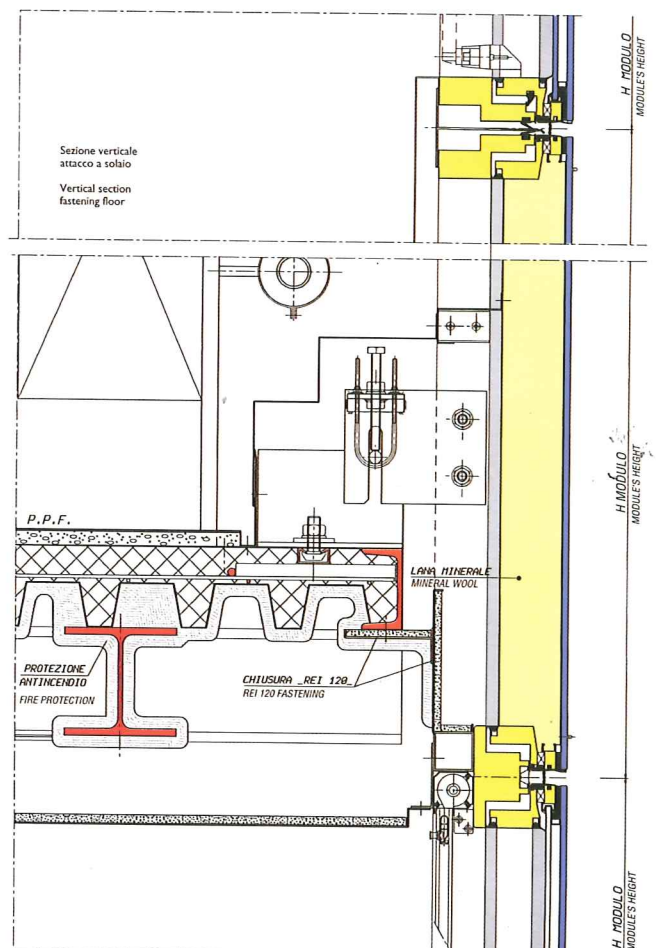 H MODULO
MODULE'S HEIGHT
Sezione verticale
attacco a solaio
Vertical section
fastening floor
H MODULO
MODULE'S HEIGHT
P.P.F.
LANA MINERALE
MINERAL WOOL
PROTEZIONE
ANTINCENDIO
FIRE PROTECTION
CHIUSURA _REI 120_
REI 120 FASTENING
H MODULO
MODULE'S HEIGHT